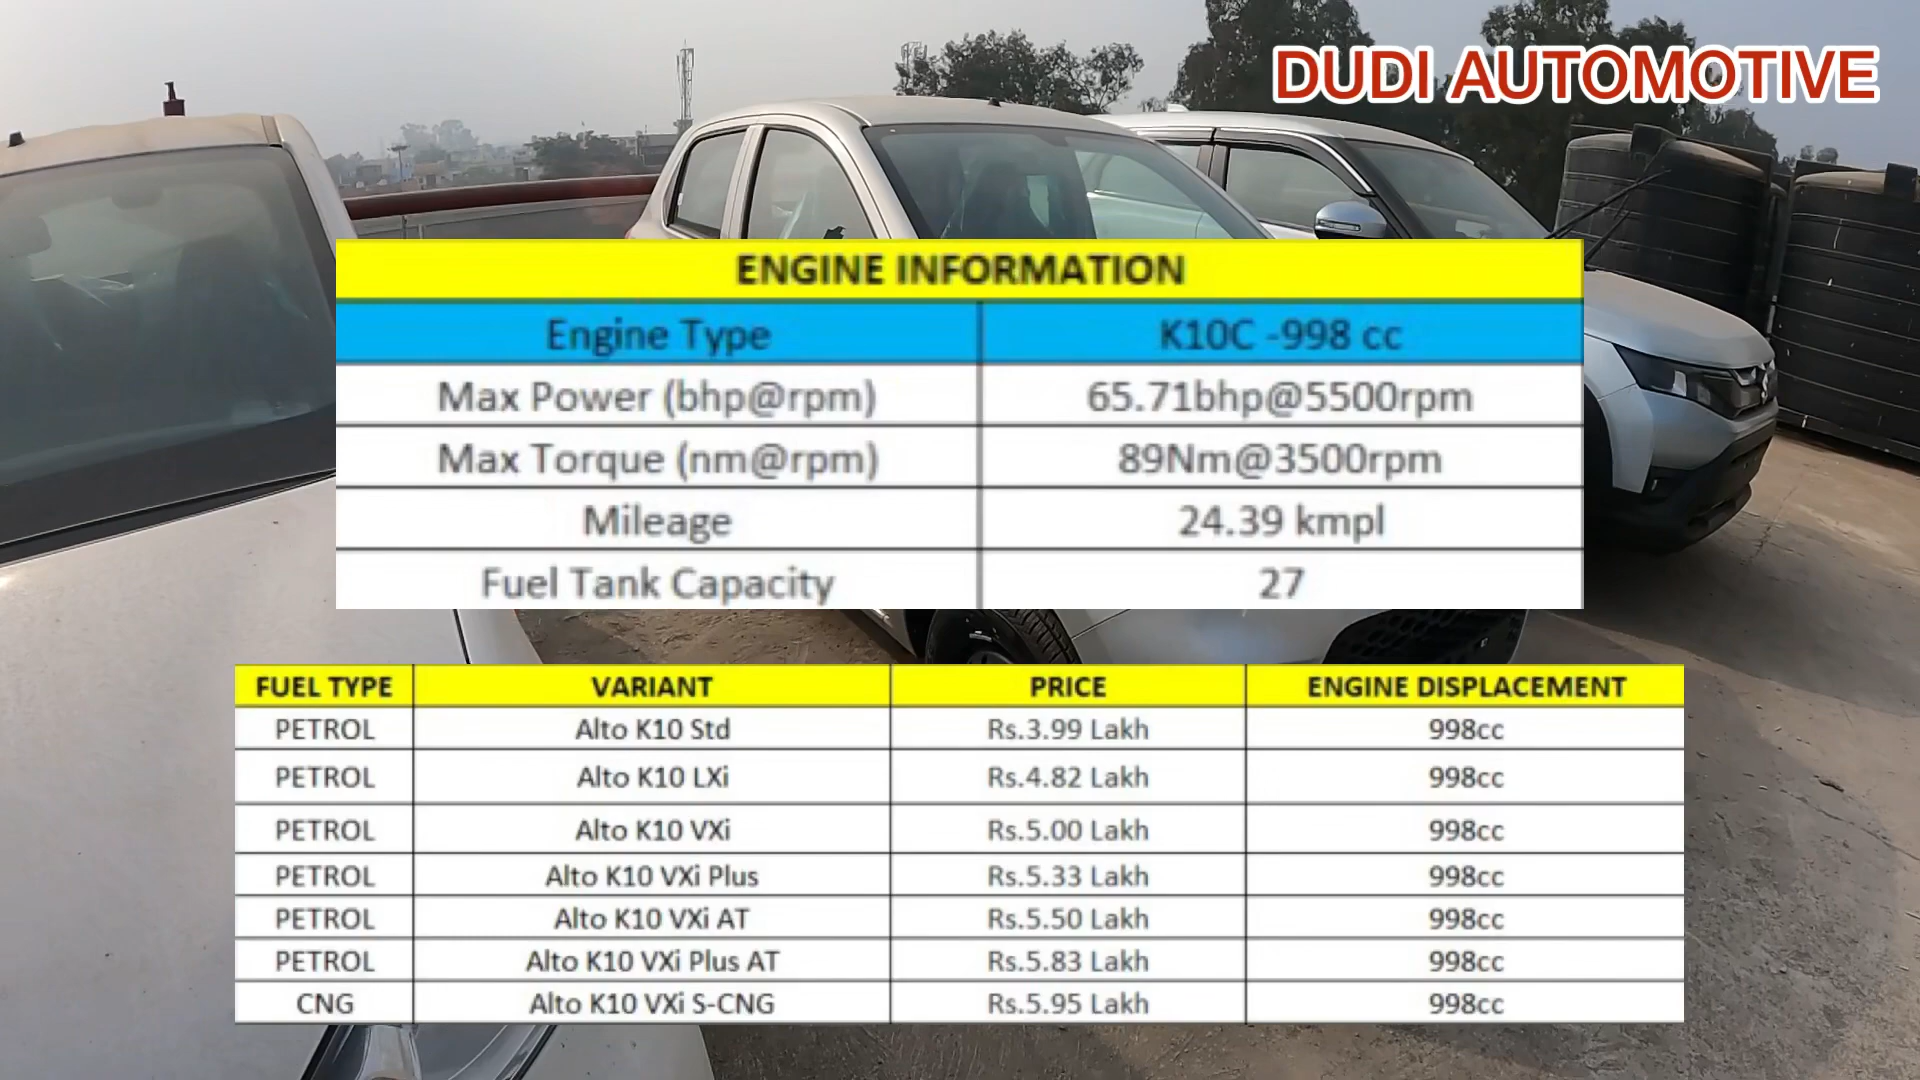 DUDI AUTOMOTIVE
ENGINE INFORMATION
Engine Type K10C -998 cc
Max Power (bhp@rpm) 65.71bhp@5500rpm
Max Torque (nm@rpm) 89Nm@3500rpm
Mileage 24.39 kmpl
Fuel Tank Capacity 27
FUEL TYPE VARIANT PRICE ENGINE DISPLACEMENT
PETROL Alto K10 Std Rs.3.99 Lakh 998cc
PETROL Alto K10 LXi Rs.4.82 Lakh 998cc
PETROL Alto K10 VXi Rs.5.00 Lakh 998cc
PETROL Alto K10 VXi Plus Rs.5.33 Lakh 998cc
PETROL Alto K10 VXi AT Rs.5.50 Lakh 998cc
PETROL Alto K10 VXi Plus AT Rs.5.83 Lakh 998cc
CNG Alto K10 VXi S-CNG Rs.5.95 Lakh 998cc